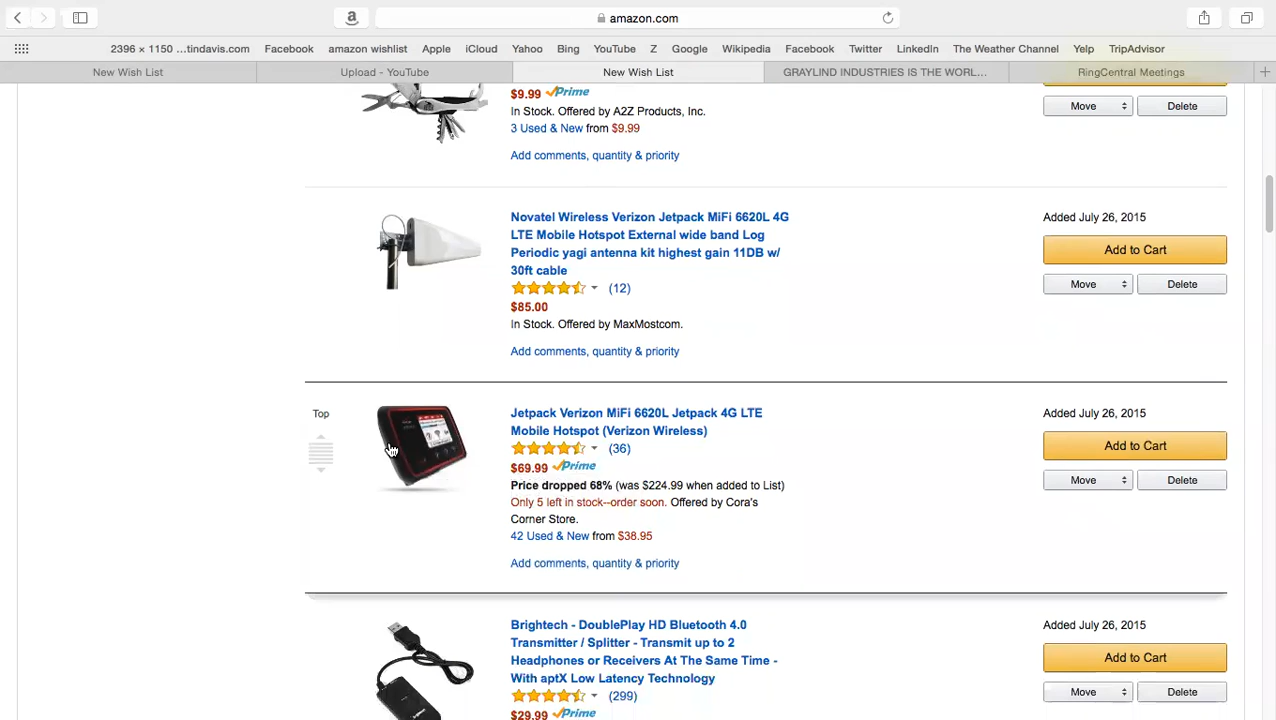 amazon.com
2396 × 1150 ...tindavis.com Facebook amazon wishlist Apple iCloud Yahoo Bing YouTube Z Google Wikipedia Facebook Twitter LinkedIn The Weather Channel Yelp TripAdvisor
New Wish List Upload - YouTube New Wish List GRAYLIND INDUSTRIES IS THE WORL... RingCentral Meetings
$9.99 Prime
In Stock. Offered by A2Z Products, Inc.
3 Used & New from $9.99
Add comments, quantity & priority
Move Delete
Novatel Wireless Verizon Jetpack MiFi 6620L 4G
LTE Mobile Hotspot External wide band Log
Periodic yagi antenna kit highest gain 11DB w/
30ft cable
(12)
$85.00
In Stock. Offered by MaxMostcom.
Add comments, quantity & priority
Added July 26, 2015
Add to Cart
Move Delete
Top
Jetpack Verizon MiFi 6620L Jetpack 4G LTE
Mobile Hotspot (Verizon Wireless)
(36)
$69.99 Prime
Price dropped 68% (was $224.99 when added to List)
Only 5 left in stock--order soon. Offered by Cora's
Corner Store.
42 Used & New from $38.95
Add comments, quantity & priority
Added July 26, 2015
Add to Cart
Move Delete
Brightech - DoublePlay HD Bluetooth 4.0
Transmitter / Splitter - Transmit up to 2
Headphones or Receivers At The Same Time -
With aptX Low Latency Technology
(299)
$29.99 Prime
Added July 26, 2015
Add to Cart
Move Delete